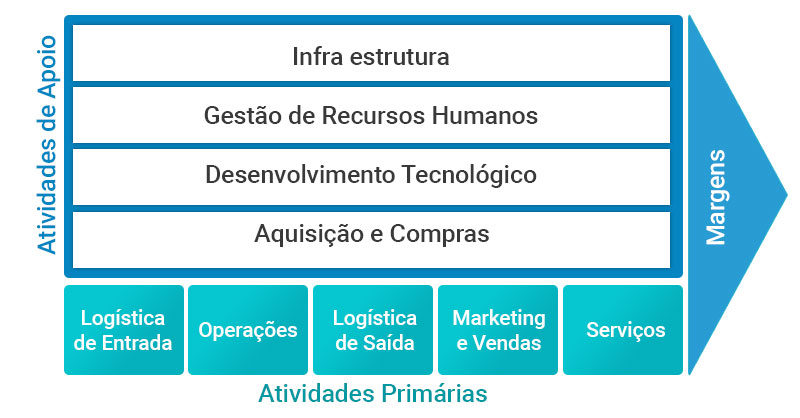 Atividades de Apoio
Infra estrutura
Gestão de Recursos Humanos
Desenvolvimento Tecnológico
Aquisição e Compras
Margens
Logística
de Entrada
Operações
Logística
de Saída
Marketing
e Vendas
Serviços
Atividades Primárias